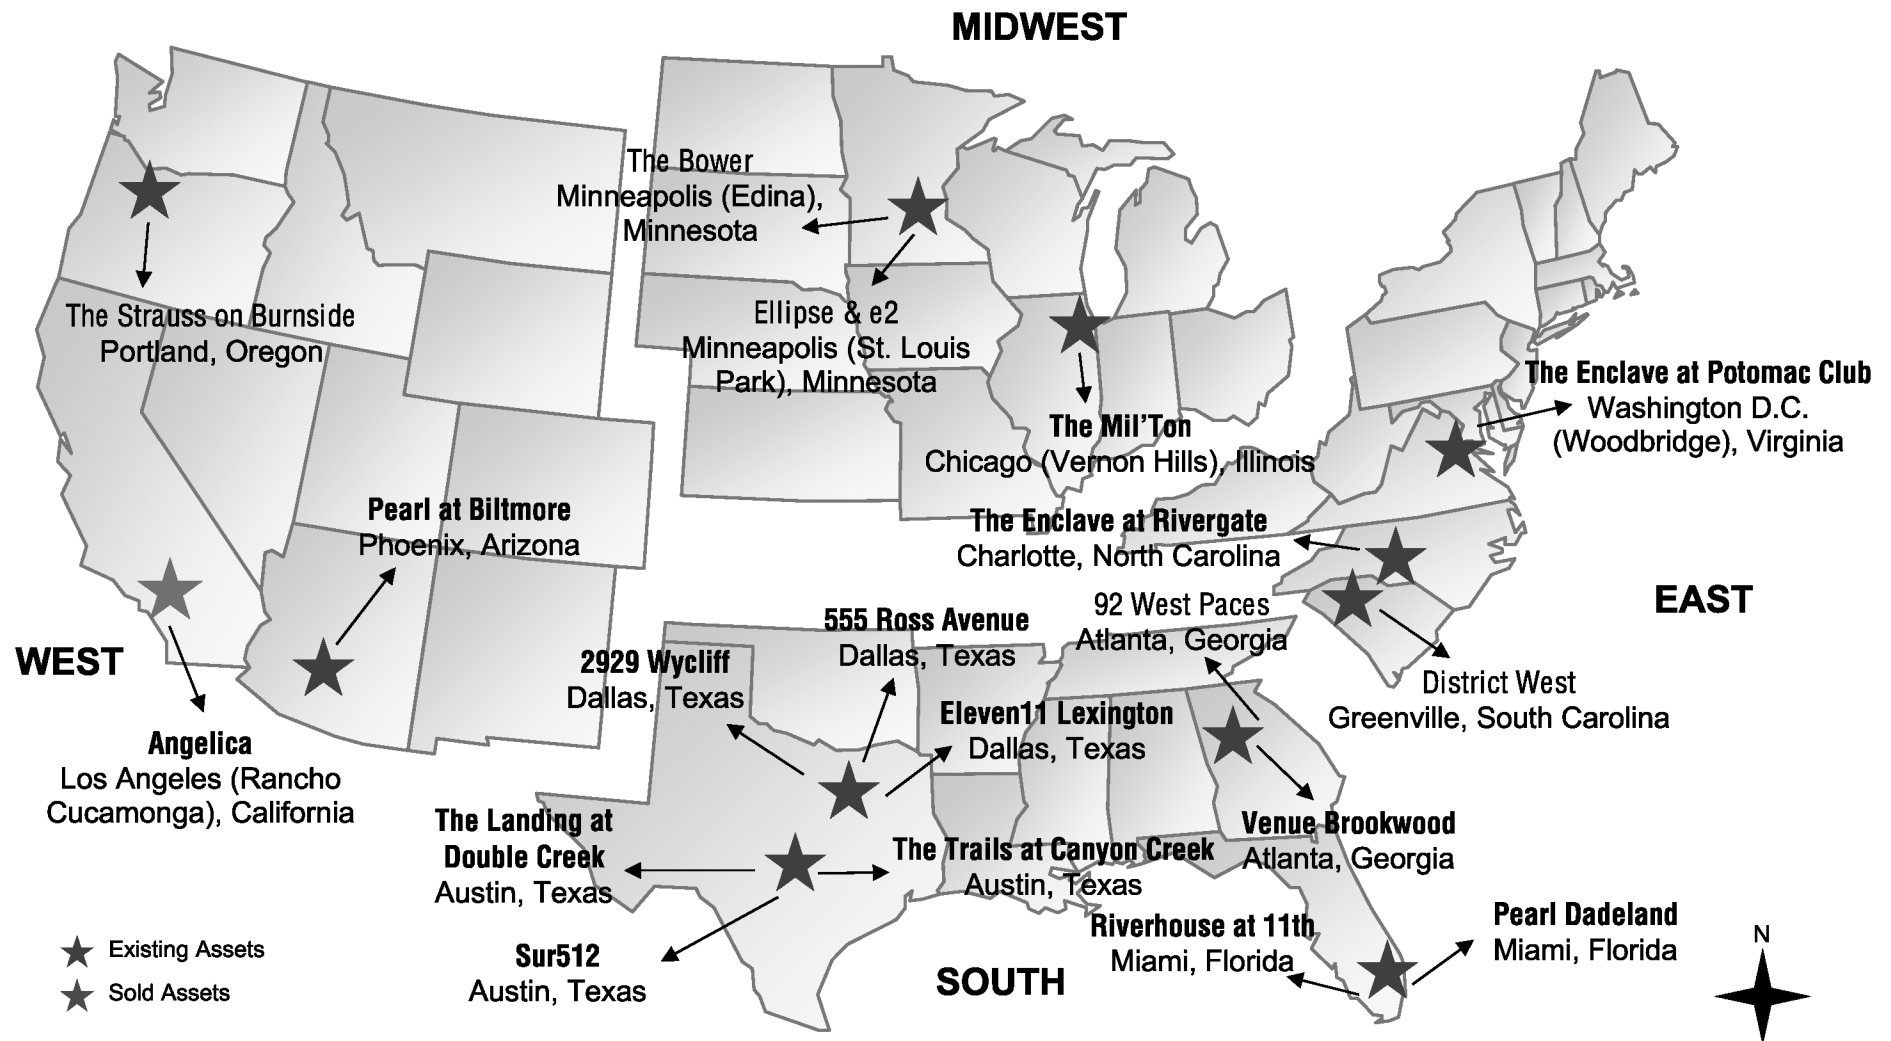 MIDWEST
The Bower
Minneapolis (Edina),
Minnesota
The Strauss on Burnside
Portland, Oregon
Ellipse & e2
Minneapolis (St. Louis
Park), Minnesota
The Enclave at Potomac Club
Washington D.C.
(Woodbridge), Virginia
The Mil'Ton
Chicago (Vernon Hills), Illinois
Pearl at Biltmore
Phoenix, Arizona
The Enclave at Rivergate
Charlotte, North Carolina
EAST
92 West Paces
Atlanta, Georgia
555 Ross Avenue
Dallas, Texas
WEST
2929 Wycliff
Dallas, Texas
District West
Greenville, South Carolina
Eleven11 Lexington
Dallas, Texas
Angelica
Los Angeles (Rancho
Cucamonga), California
The Landing at
Double Creek
Austin, Texas
The Trails at Canyon Creek
Austin, Texas
Venue Brookwood
Atlanta, Georgia
Riverhouse at 11th
Miami, Florida
Pearl Dadeland
Miami, Florida
Sur512
Austin, Texas
SOUTH
Existing Assets
Sold Assets
N